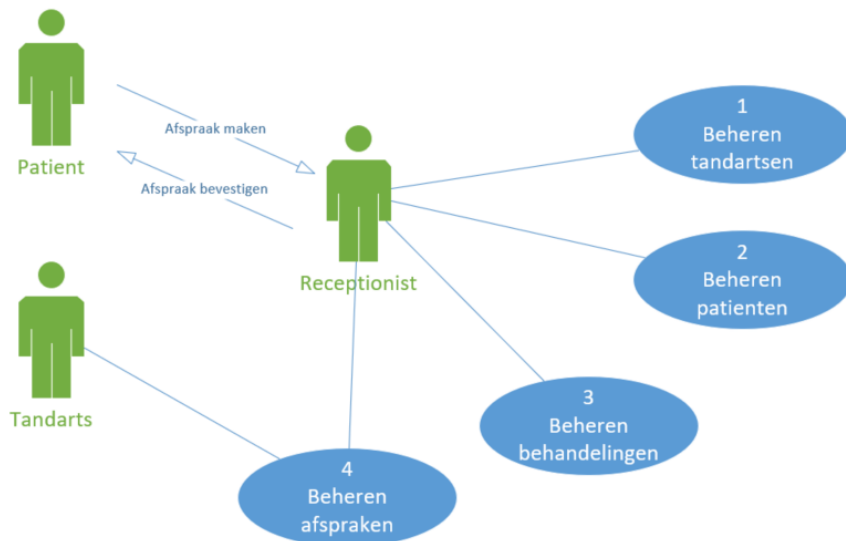 Patient
Afspraak maken
Afspraak bevestigen
Receptionist
1
Beheren
tandartsen
2
Beheren
patienten
Tandarts
3
Beheren
behandelingen
4
Beheren
afspraken